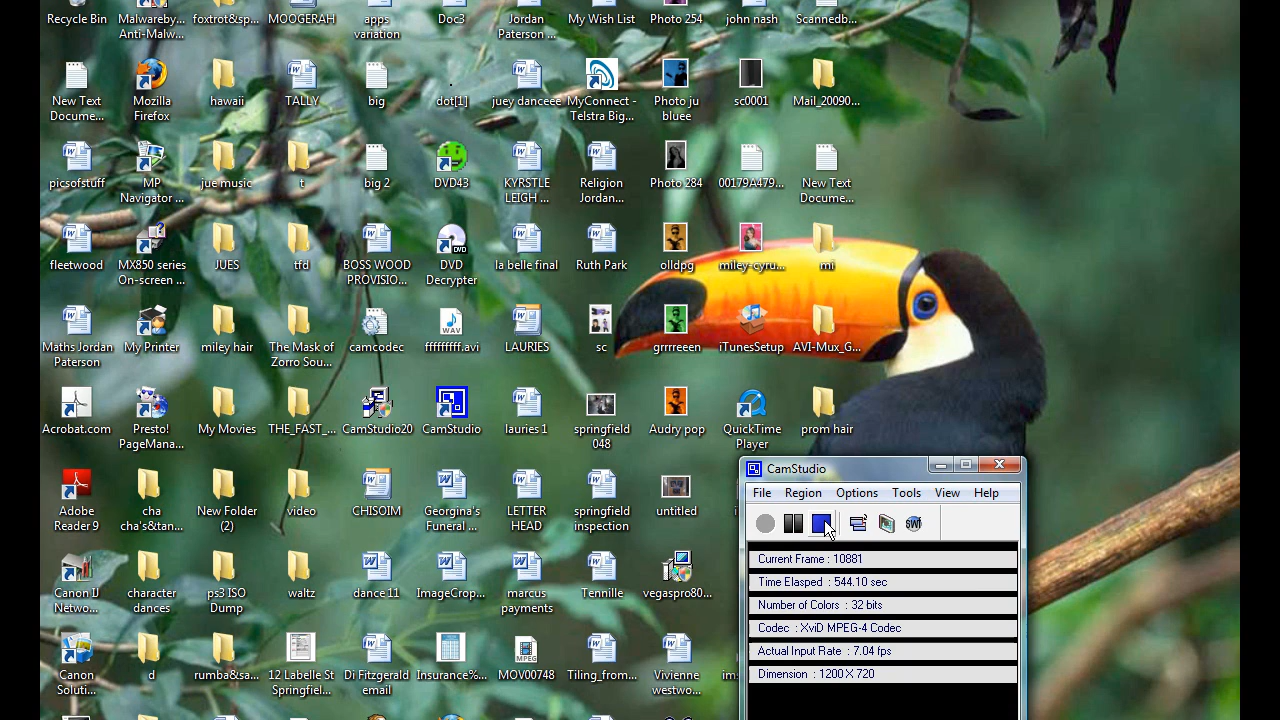 Recycle Bin
Malwareby...
Anti-Malw...
foxtrot&sp...
MOOGERAH
apps
variation
Doc3
Jordan
Paterson ...
My Wish List
Photo 254
john nash
Scannedb...
New Text
Docume...
Mozilla
Firefox
hawaii
TALLY
big
dot[1]
juey danceee
MyConnect -
Telstra Big...
Photo ju
bluee
sc0001
Mail_20090...
picsofstuff
MP
Navigator ...
jue music
t
big 2
DVD43
KYRSTLE
LEIGH ...
Religion
Jordan...
Photo 284
00179A479...
New Text
Docume...
fleetwood
MX850 series
On-screen ...
JUES
tfd
BOSS WOOD
PROVISIO...
DVD
DVD
Decrypter
la belle final
Ruth Park
olldpg
miley-cyru...
mi
Maths Jordan
Paterson
My Printer
miley hair
The Mask of
Zorro Sou...
camcodec
WAV
fffffffff.avi
LAURIES
sc
grrrreeen
iTunesSetup
AVI-Mux_G...
Acrobat.com
Presto!
PageMana...
My Movies
THE_FAST_...
CamStudio20
CamStudio
lauries 1
springfield
048
Audry pop
QuickTime
Player
prom hair
Adobe
Reader 9
cha
cha's&tan...
New Folder
(2)
video
CHISOIM
Georgina's
Funeral ...
LETTER
HEAD
springfield
inspection
untitled
Canon IJ
Netwo...
character
dances
ps3 ISO
Dump
waltz
dance 11
ImageCrop...
marcus
payments
Tennille
vegaspro80...
Canon
Soluti...
d
rumba&sa...
12 Labelle St
Springfiel...
Di Fitzgerald
email
Insurance%...
MPEG
MOV00748
Tiling_from...
Vivienne
westwo...
CamStudio
File Region Options Tools View Help
SWF
Current Frame : 10881
Time Elasped : 544.10 sec
Number of Colors : 32 bits
Codec : XviD MPEG-4 Codec
Actual Input Rate : 7.04 fps
Dimension : 1200 X 720